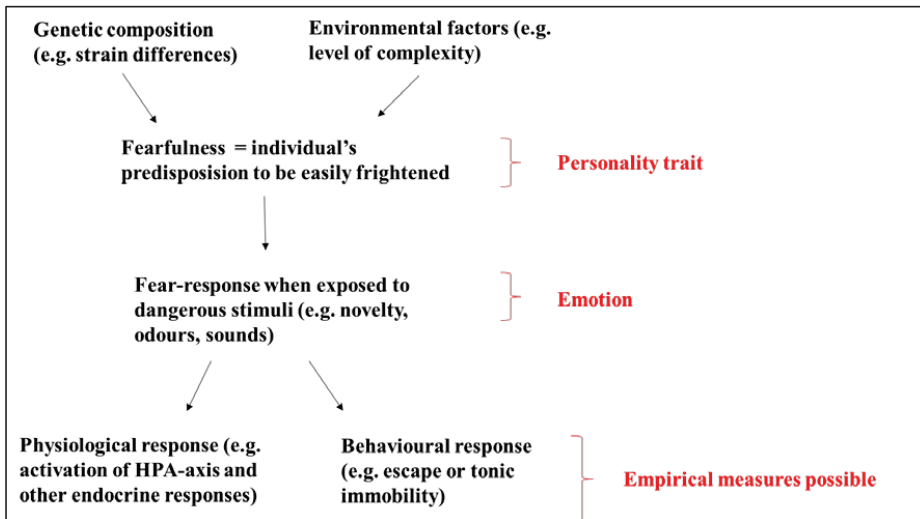 Genetic composition
(e.g. strain differences)
Environmental factors (e.g.
level of complexity)
Fearfulness = individual's
predisposision to be easily frightened
Personality trait
Fear-response when exposed to
dangerous stimuli (e.g. novelty,
odours, sounds)
Emotion
Physiological response (e.g.
activation of HPA-axis and
other endocrine responses)
Behavioural response
(e.g. escape or tonic
immobility)
Empirical measures possible